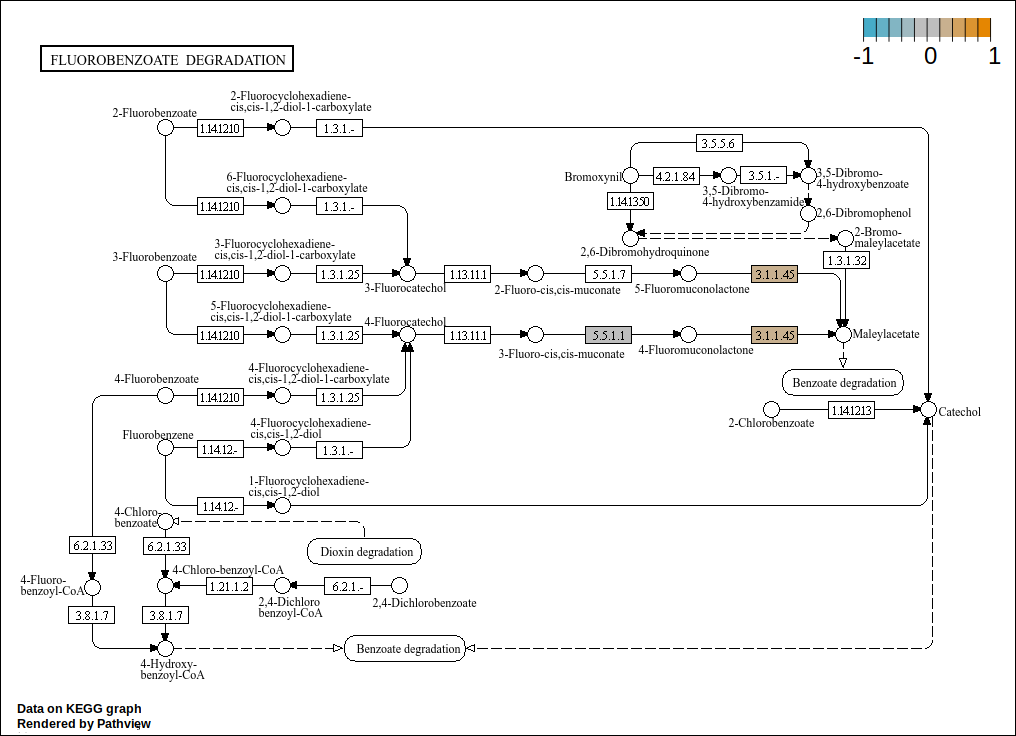 -1 0 1
FLUOROBENZOATE DEGRADATION
2-Fluorocyclohexadiene-
cis,cis-1,2-diol-1-carboxylate
2-Fluorobenzoate
1.14.12.10
1.3.1.-
3.5.5.6
Bromoxynil
4.2.1.84
3.5.1.-
3,5-Dibromo-
4-hydroxybenzoate
6-Fluorocyclohexadiene-
cis,cis-1,2-diol-1-carboxylate
3,5-Dibromo-
4-hydroxybenzamide
1.14.12.10
1.3.1.-
1.14.13.50
2,6-Dibromophenol
2-Bromo-
maleylacetate
2,6-Dibromohydroquinone
3-Fluorocyclohexadiene-
cis,cis-1,2-diol-1-carboxylate
3-Fluorobenzoate
1.3.1.32
1.14.12.10
1.3.1.25
1.13.11.1
5.5.1.7
3.1.1.45
3-Fluorocatechol
2-Fluoro-cis,cis-muconate
5-Fluoromuconolactone
5-Fluorocyclohexadiene-
cis,cis-1,2-diol-1-carboxylate
4-Fluorocatechol
1.14.12.10
1.3.1.25
1.13.11.1
5.5.1.1
3.1.1.45
Maleylacetate
3-Fluoro-cis,cis-muconate
4-Fluoromuconolactone
4-Fluorocyclohexadiene-
cis,cis-1,2-diol-1-carboxylate
4-Fluorobenzoate
Benzoate degradation
1.14.12.10
1.3.1.25
1.14.12.13
Catechol
2-Chlorobenzoate
4-Fluorocyclohexadiene-
cis,cis-1,2-diol
Fluorobenzene
1.14.12.-
1.3.1.-
1-Fluorocyclohexadiene-
cis,cis-1,2-diol
1.14.12.-
4-Chloro-
benzoate
6.2.1.33
6.2.1.33
Dioxin degradation
4-Chloro-benzoyl-CoA
4-Fluoro-
benzoyl-CoA
1.21.1.2
6.2.1.-
2,4-Dichloro
benzoyl-CoA
2,4-Dichlorobenzoate
3.8.1.7
3.8.1.7
Benzoate degradation
4-Hydroxy-
benzoyl-CoA
Data on KEGG graph
Rendered by Pathview